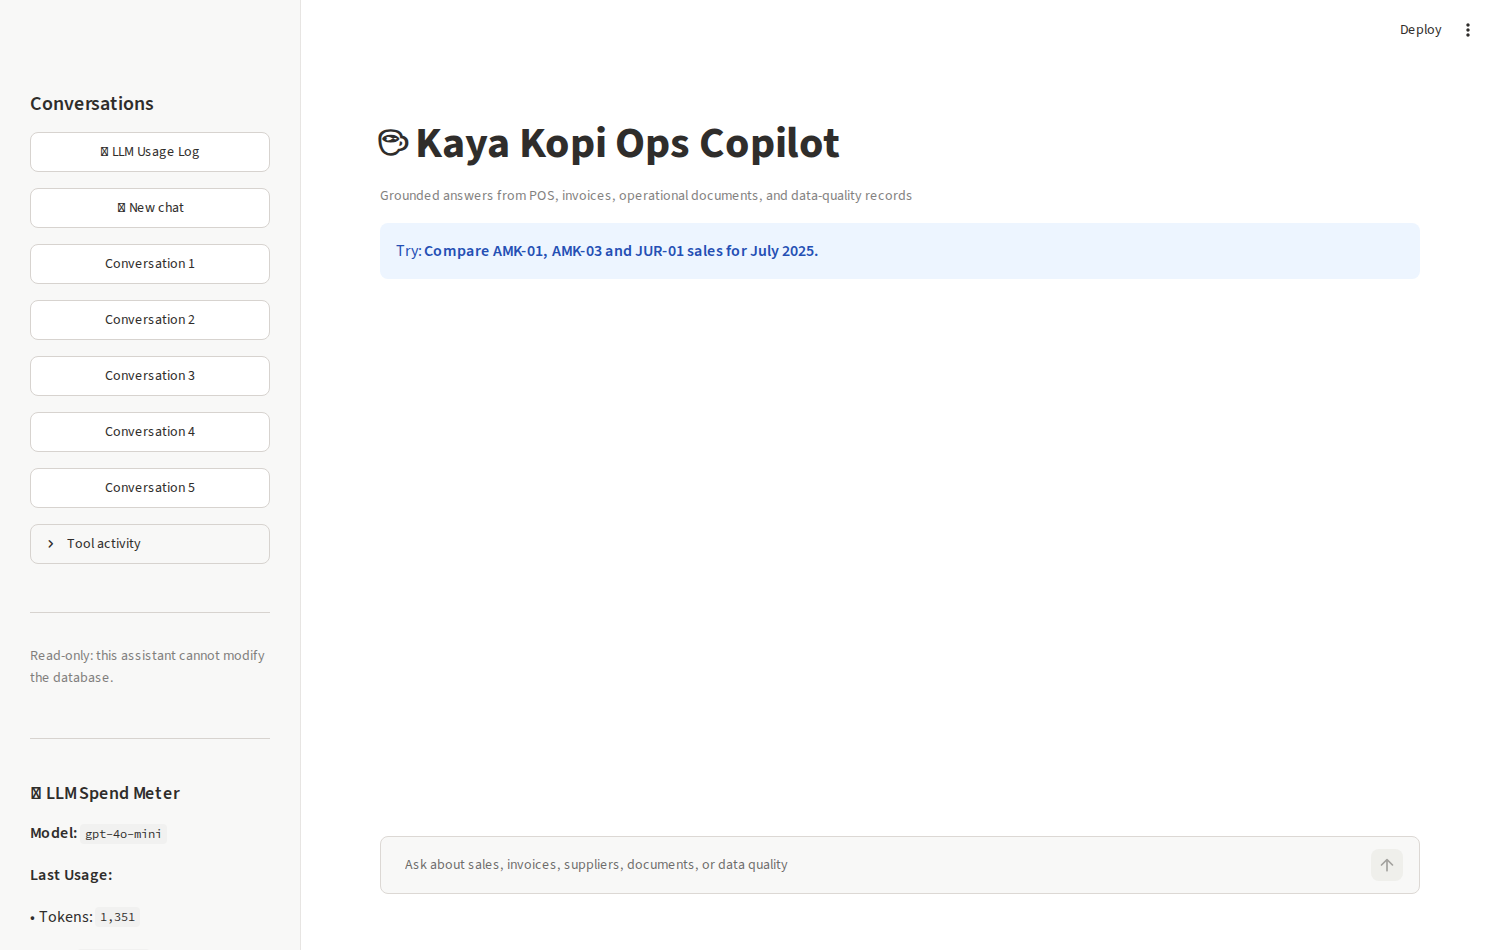 Deploy
Conversations
LLM Usage Log
New chat
Conversation 1
Conversation 2
Conversation 3
Conversation 4
Conversation 5
Tool activity
Read-only: this assistant cannot modify
the database.
LLM Spend Meter
Model: gpt-4o-mini
Last Usage:
• Tokens: 1,351
Kaya Kopi Ops Copilot
Grounded answers from POS, invoices, operational documents, and data-quality records
Try: Compare AMK-01, AMK-03 and JUR-01 sales for July 2025.
Ask about sales, invoices, suppliers, documents, or data quality